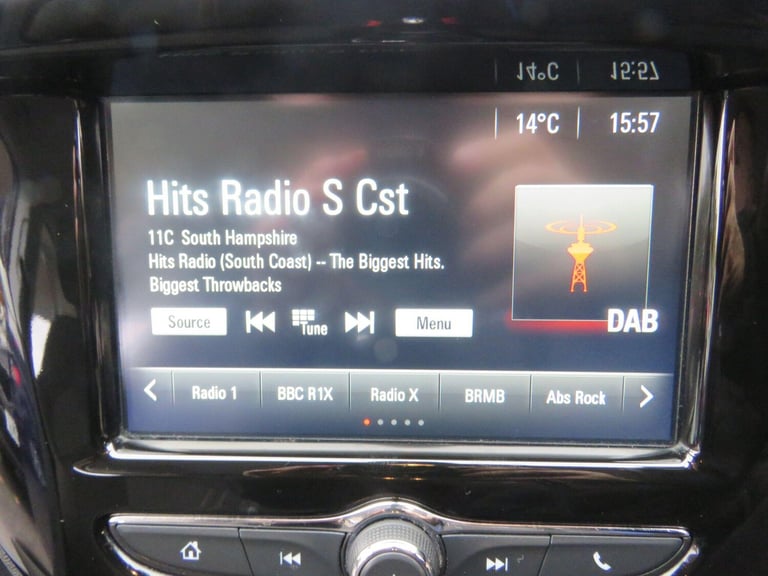 14°C 15:57
Hits Radio S Cst
11C South Hampshire
Hits Radio (South Coast) -- The Biggest Hits.
Biggest Throwbacks
Source Tune Menu
DAB
Radio 1 BBC R1X Radio X BRMB Abs Rock